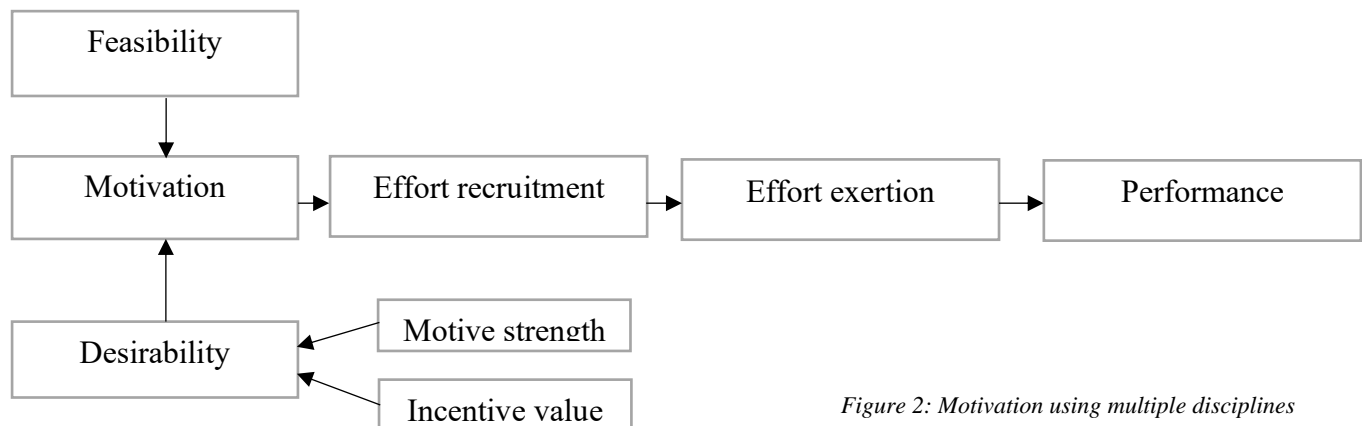 Feasibility
Motivation
Effort recruitment
Effort exertion
Performance
Desirability
Motive strength
Incentive value
Figure 2: Motivation using multiple disciplines